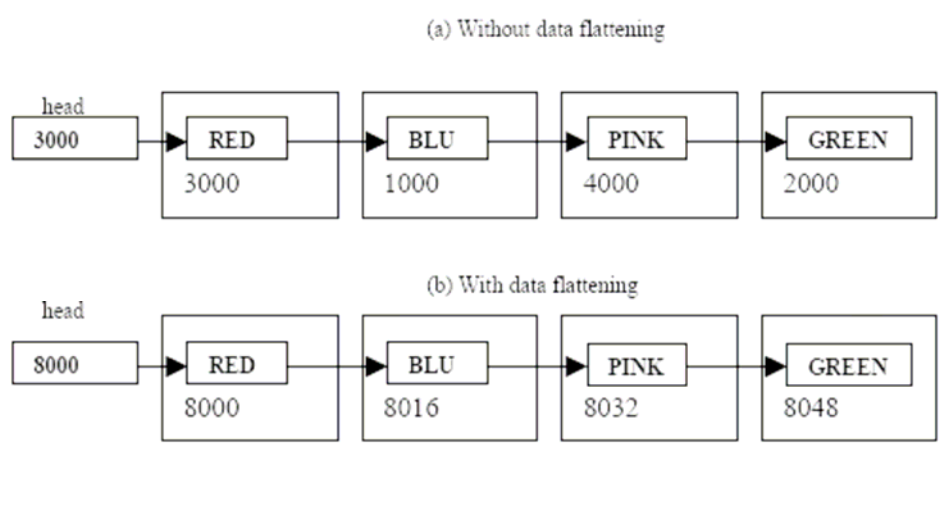 (a) Without data flattening
head
3000
RED
BLU
PINK
GREEN
3000
1000
4000
2000
(b) With data flattening
head
8000
RED
BLU
PINK
GREEN
8000
8016
8032
8048